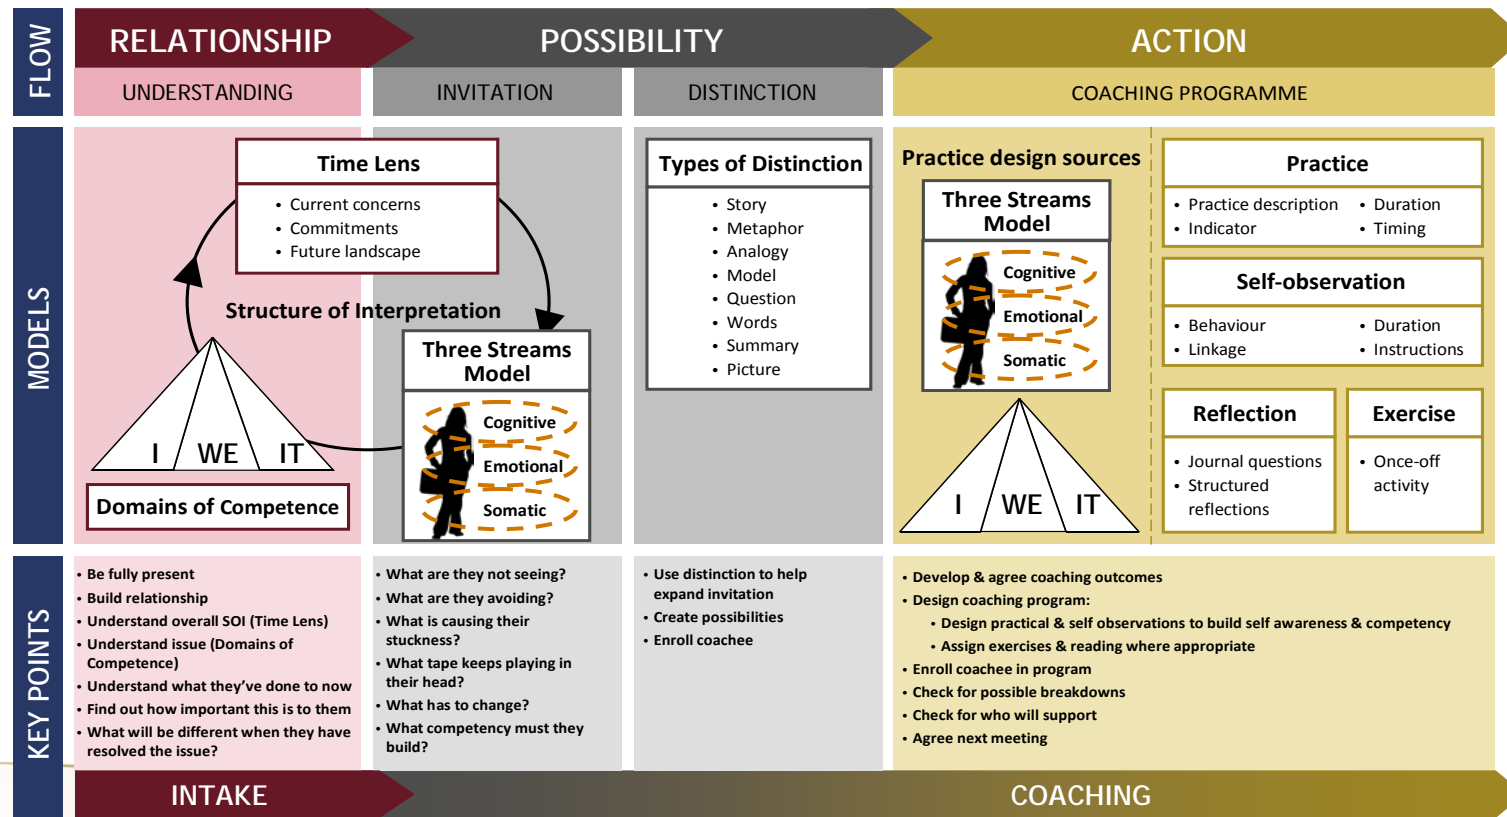 FLOW
RELATIONSHIP
POSSIBILITY
ACTION
UNDERSTANDING
INVITATION
DISTINCTION
COACHING PROGRAMME
MODELS
Time Lens
• Current concerns
• Commitments
• Future landscape
Structure of Interpretation
I WE IT
Domains of Competence
Three Streams
Model
Cognitive
Emotional
Somatic
Types of Distinction
• Story
• Metaphor
• Analogy
• Model
• Question
• Words
• Summary
• Picture
Practice design sources
Three Streams
Model
Cognitive
Emotional
Somatic
I WE IT
Practice
• Practice description
• Indicator
• Duration
• Timing
Self-observation
• Behaviour
• Linkage
• Duration
• Instructions
Reflection
• Journal questions
• Structured
reflections
Exercise
• Once-off
activity
KEY POINTS
• Be fully present
• Build relationship
• Understand overall SOI (Time Lens)
• Understand issue (Domains of
Competence)
• Understand what they've done to now
• Find out how important this is to them
• What will be different when they have
resolved the issue?
• What are they not seeing?
• What are they avoiding?
• What is causing their
stuckness?
• What tape keeps playing in
their head?
• What has to change?
• What competency must they
build?
• Use distinction to help
expand invitation
• Create possibilities
• Enroll coachee
• Develop & agree coaching outcomes
• Design coaching program:
• Design practical & self observations to build self awareness & competency
• Assign exercises & reading where appropriate
• Enroll coachee in program
• Check for possible breakdowns
• Check for who will support
• Agree next meeting
INTAKE
COACHING